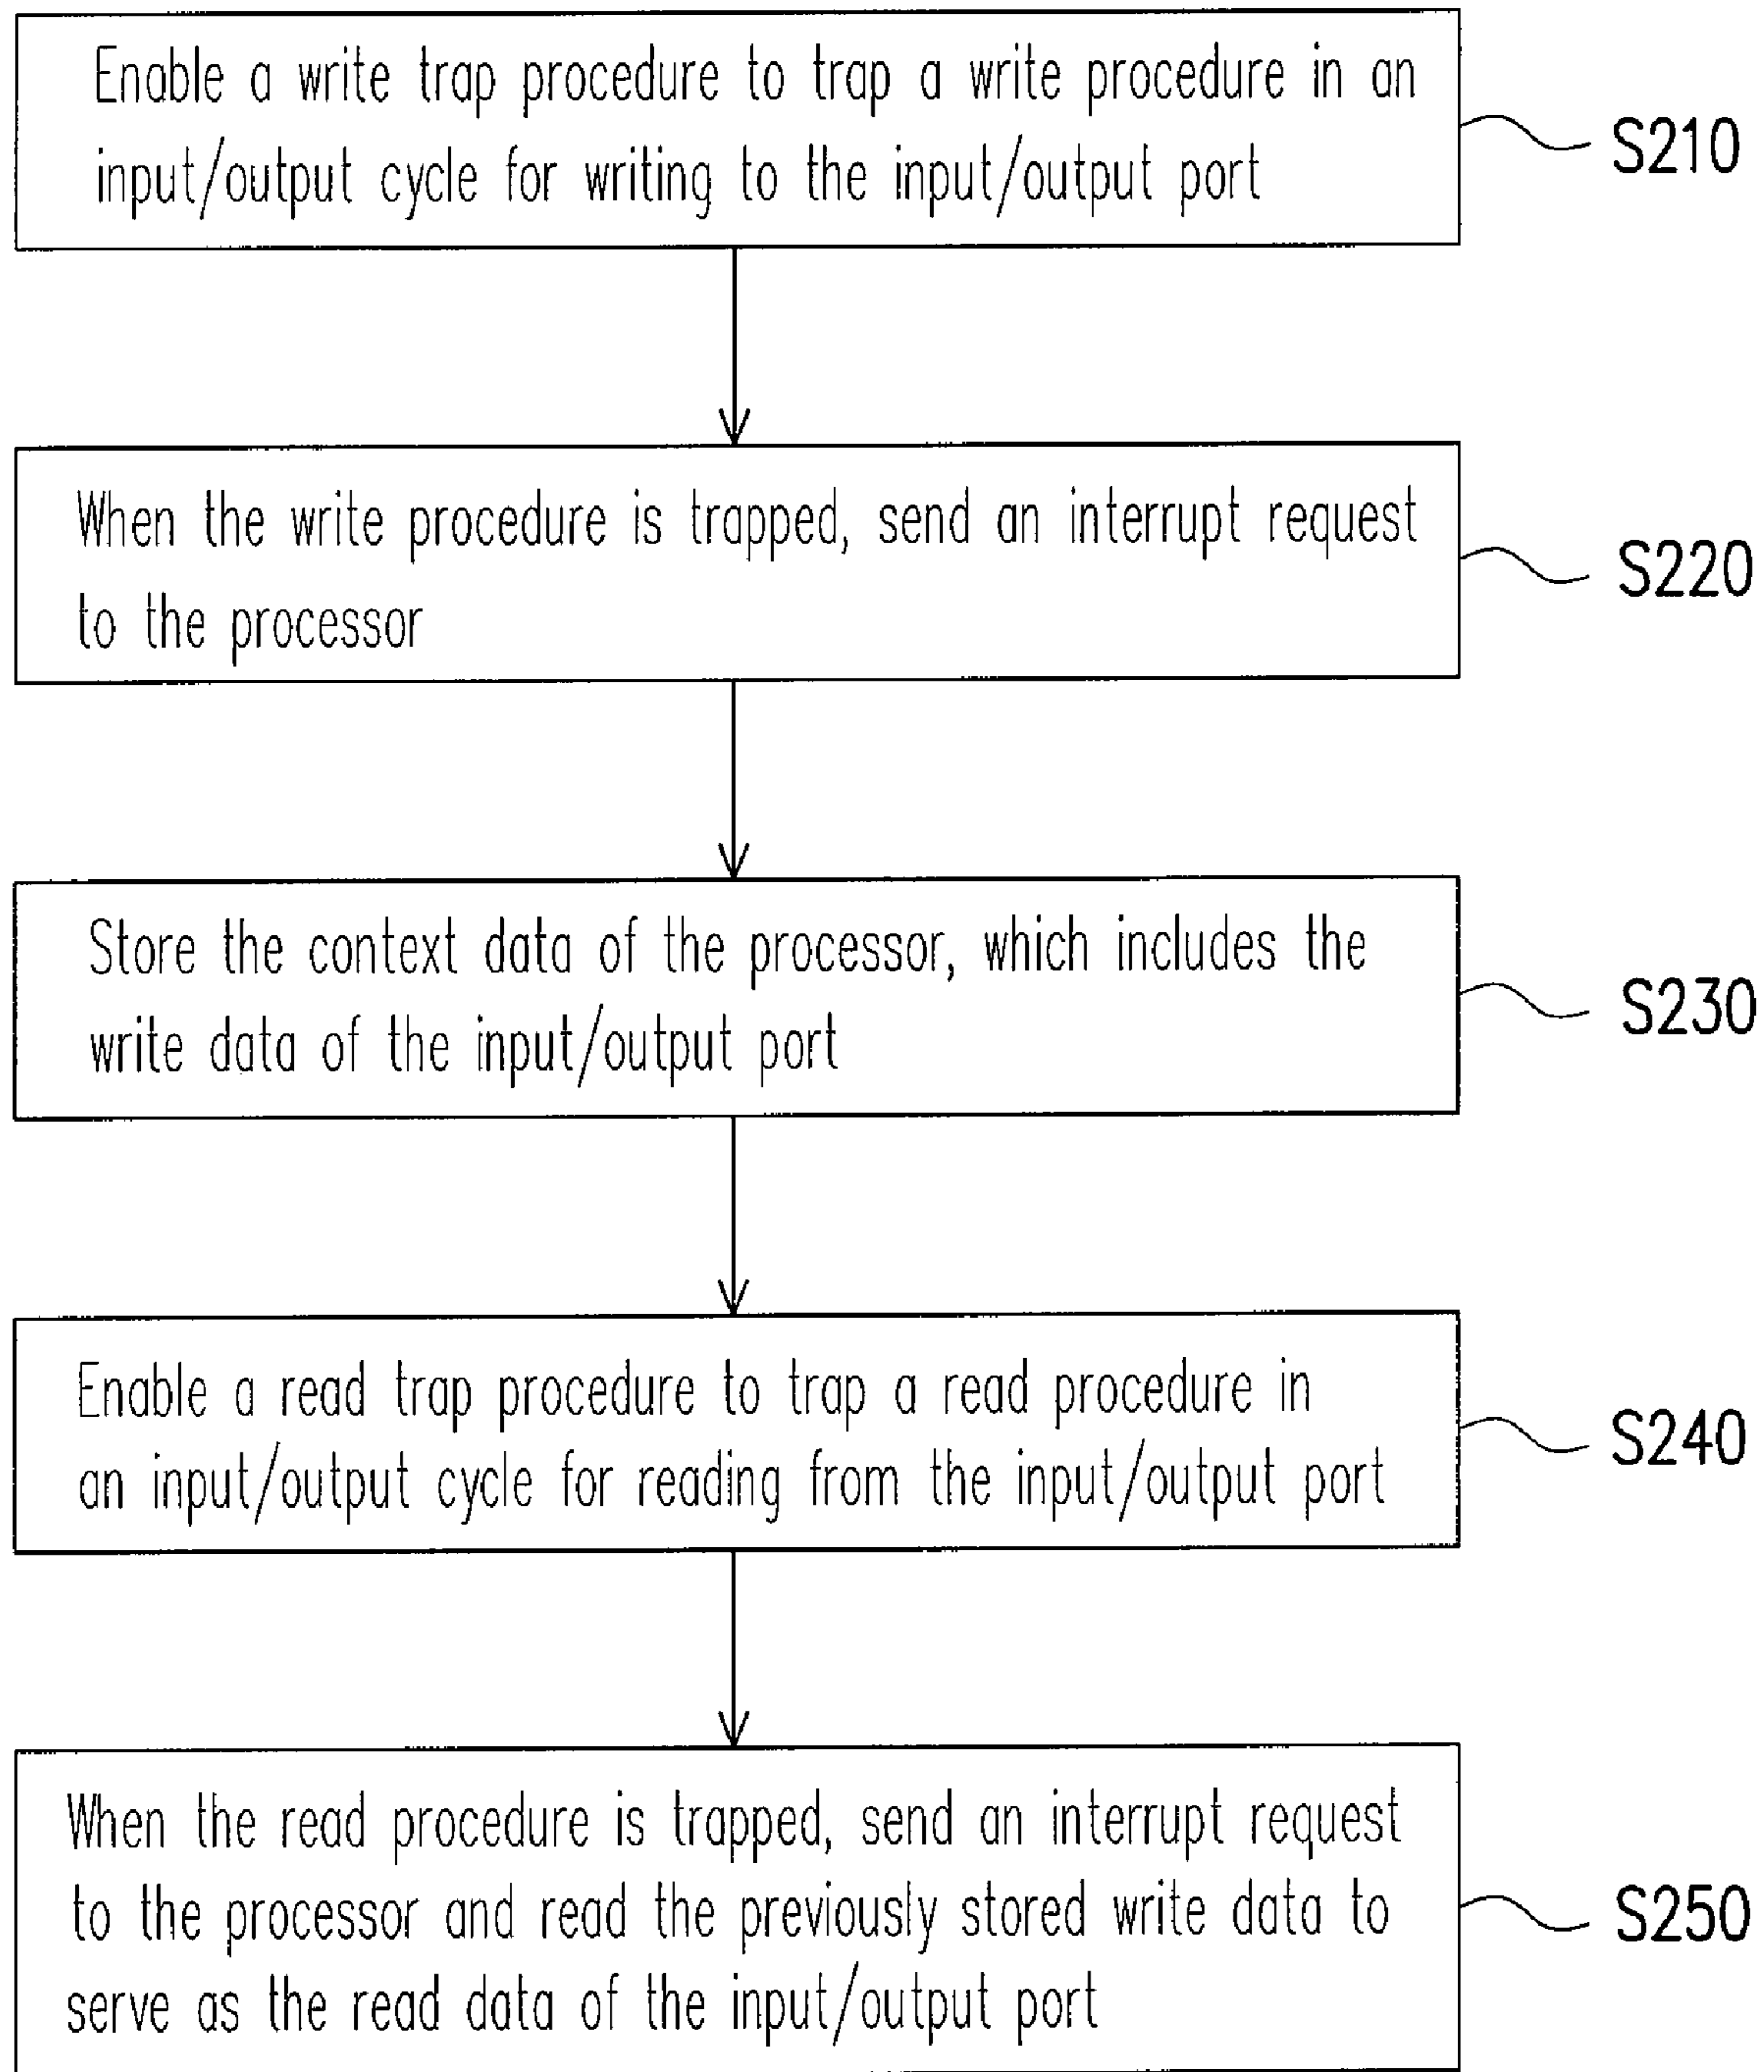 Enable a write trap procedure to trap a write procedure in an
input/output cycle for writing to the input/output port
S210
When the write procedure is trapped, send an interrupt request
to the processor
S220
Store the context data of the processor, which includes the
write data of the input/output port
S230
Enable a read trap procedure to trap a read procedure in
an input/output cycle for reading from the input/output port
S240
When the read procedure is trapped, send an interrupt request
to the processor and read the previously stored write data to
serve as the read data of the input/output port
S250